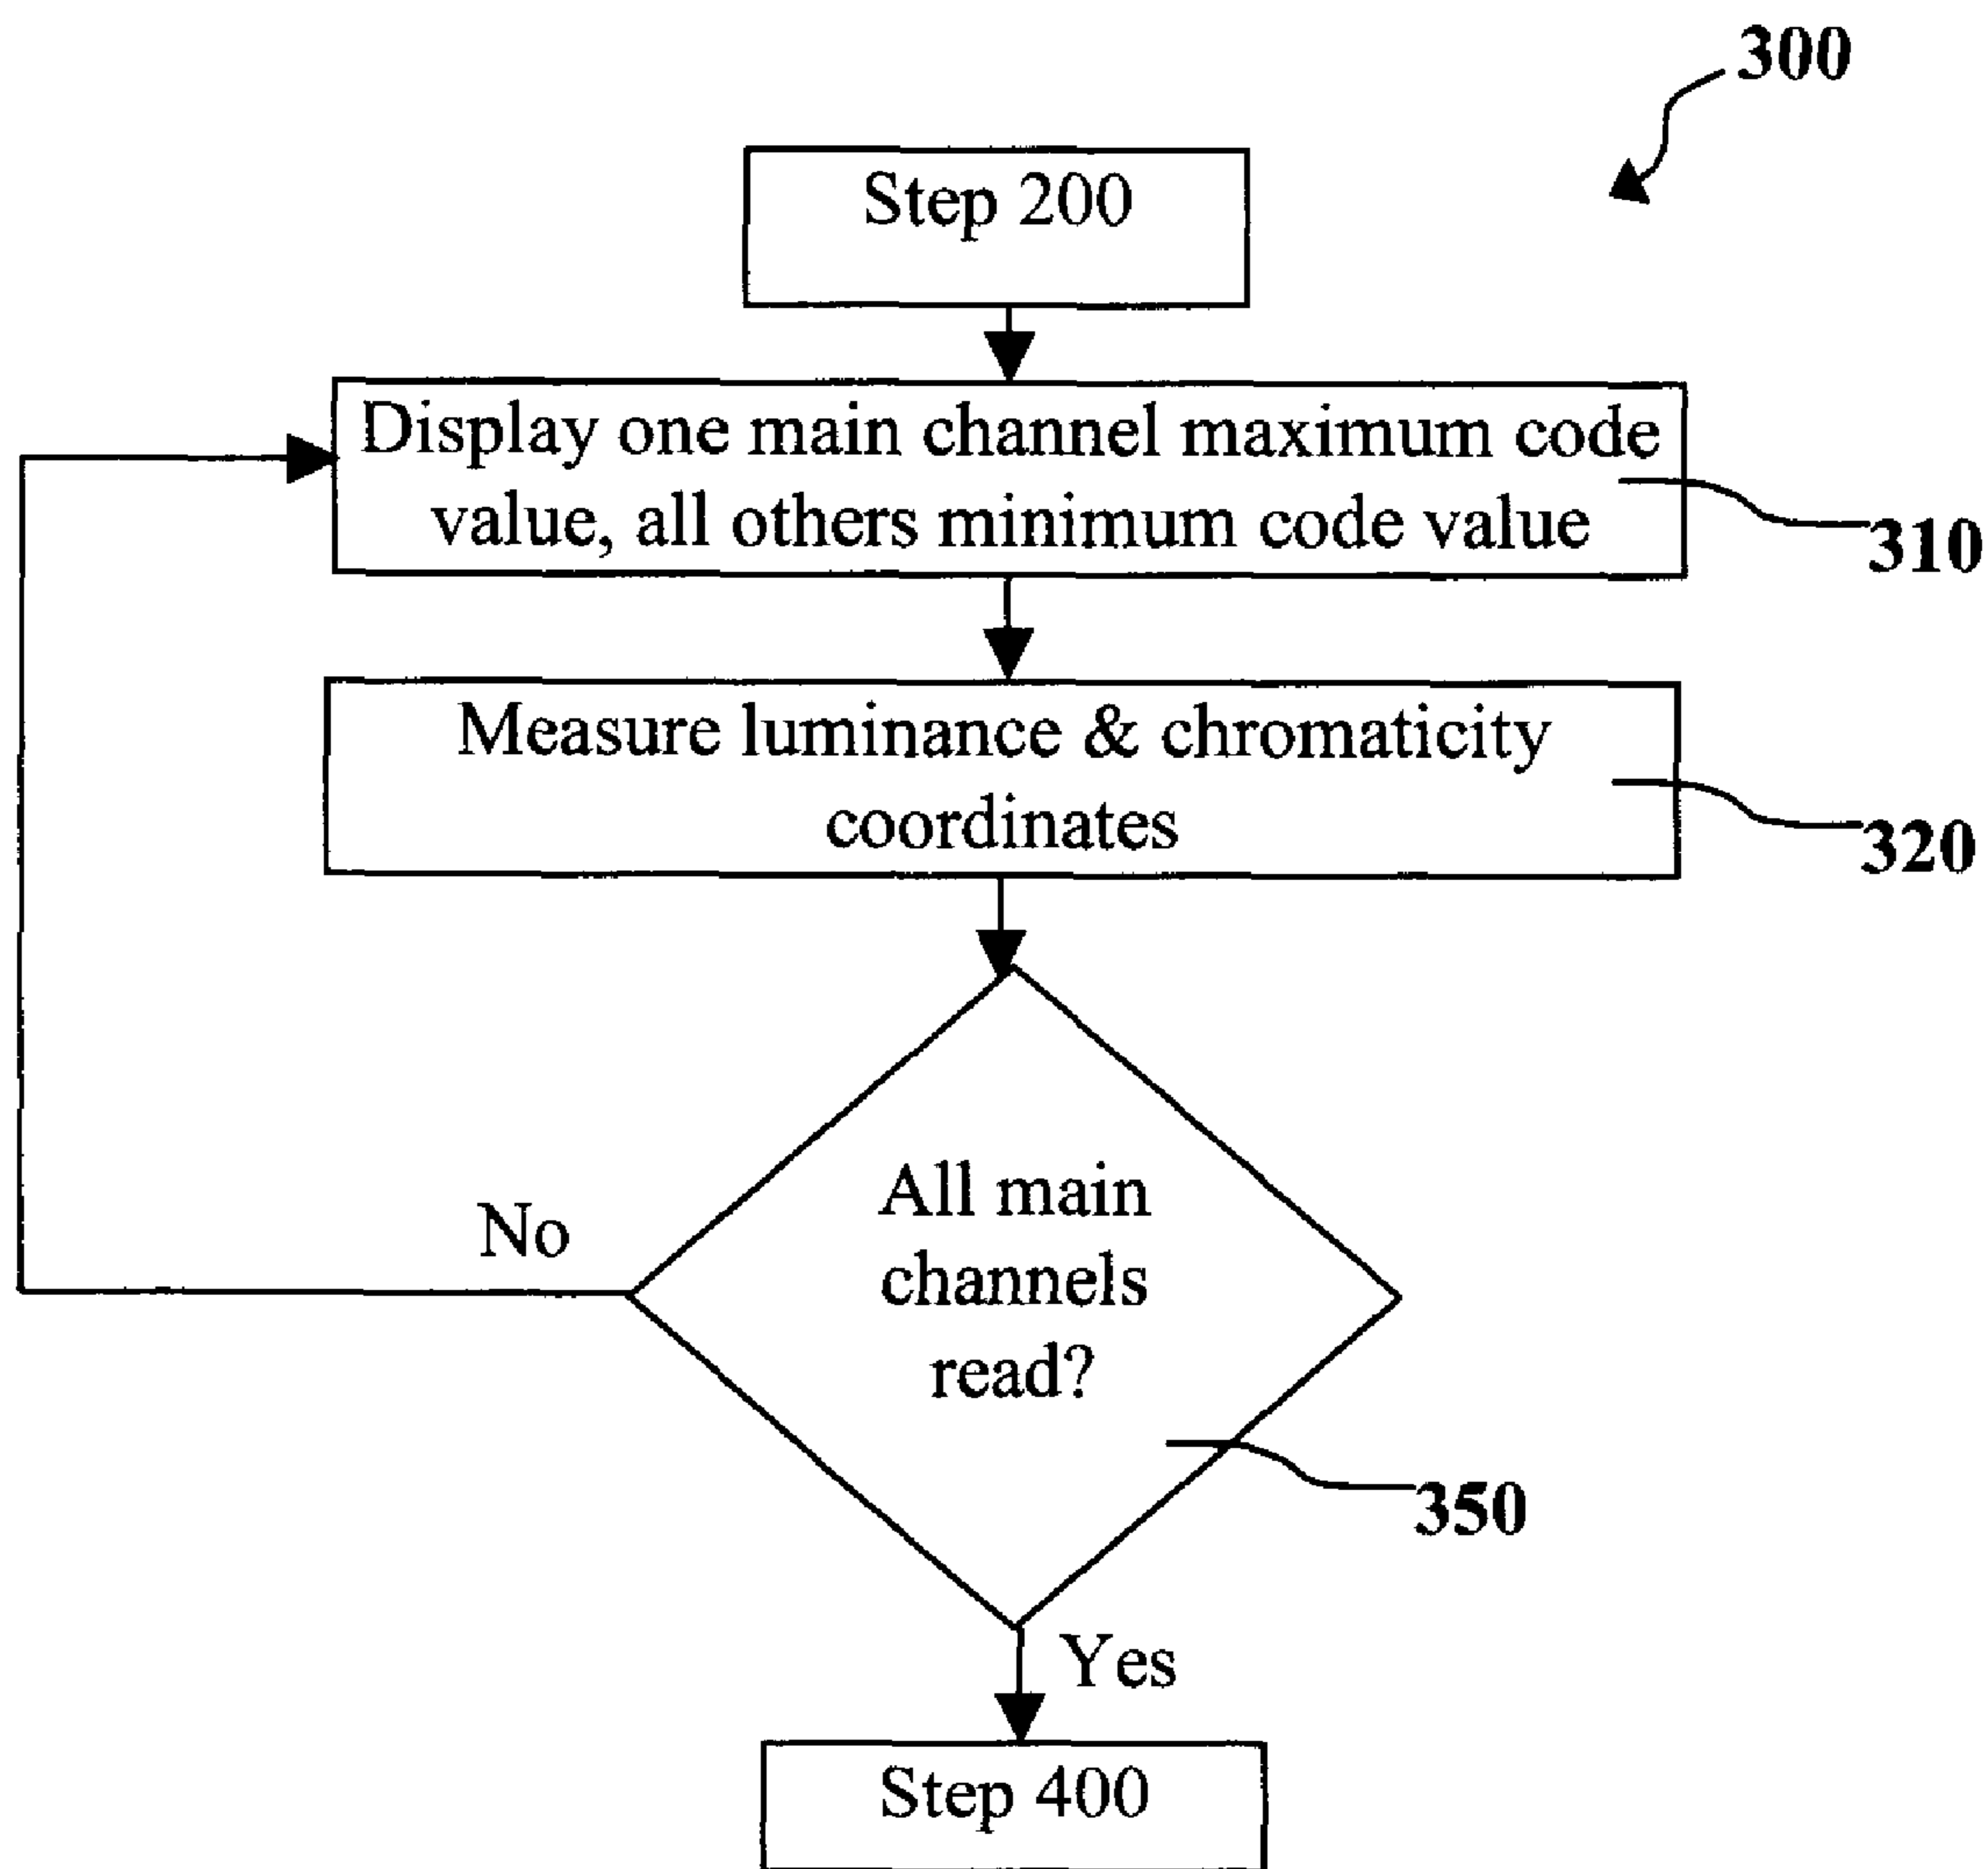 300
Step 200
Display one main channel maximum code
value, all others minimum code value
310
Measure luminance & chromaticity
coordinates
320
All main
channels
read?
No
350
Yes
Step 400